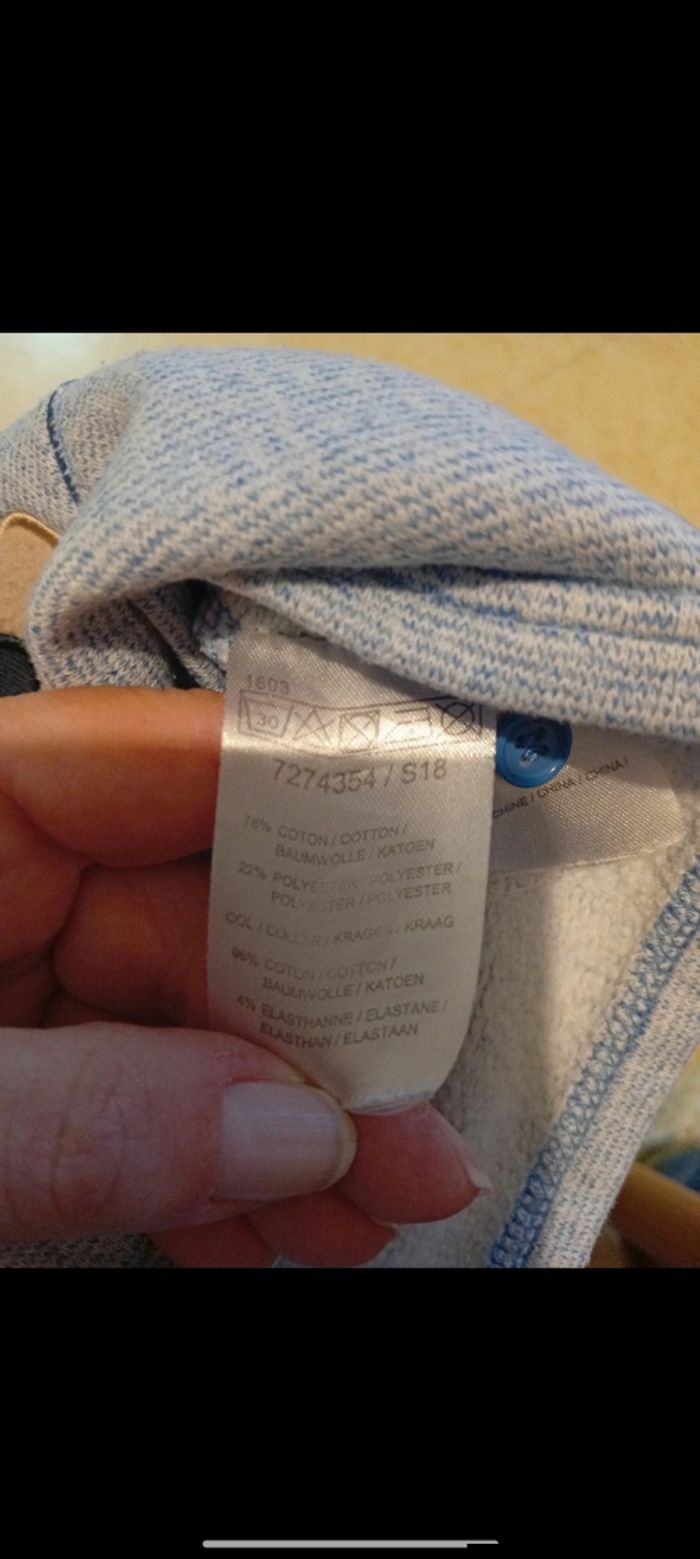 1603
30
7274354 / S18
78% COTON / COTTON /
BAUMWOLLE / KATOEN
22% POLYESTER / POLYESTER /
POLYESTER / POLYESTER
COL / COLLAR / KRAGEN / KRAAG
96% COTON / COTTON /
BAUMWOLLE / KATOEN
4% ELASTHANNE / ELASTANE /
ELASTHAN / ELASTAAN
CHINE / CHINA / CHINA /